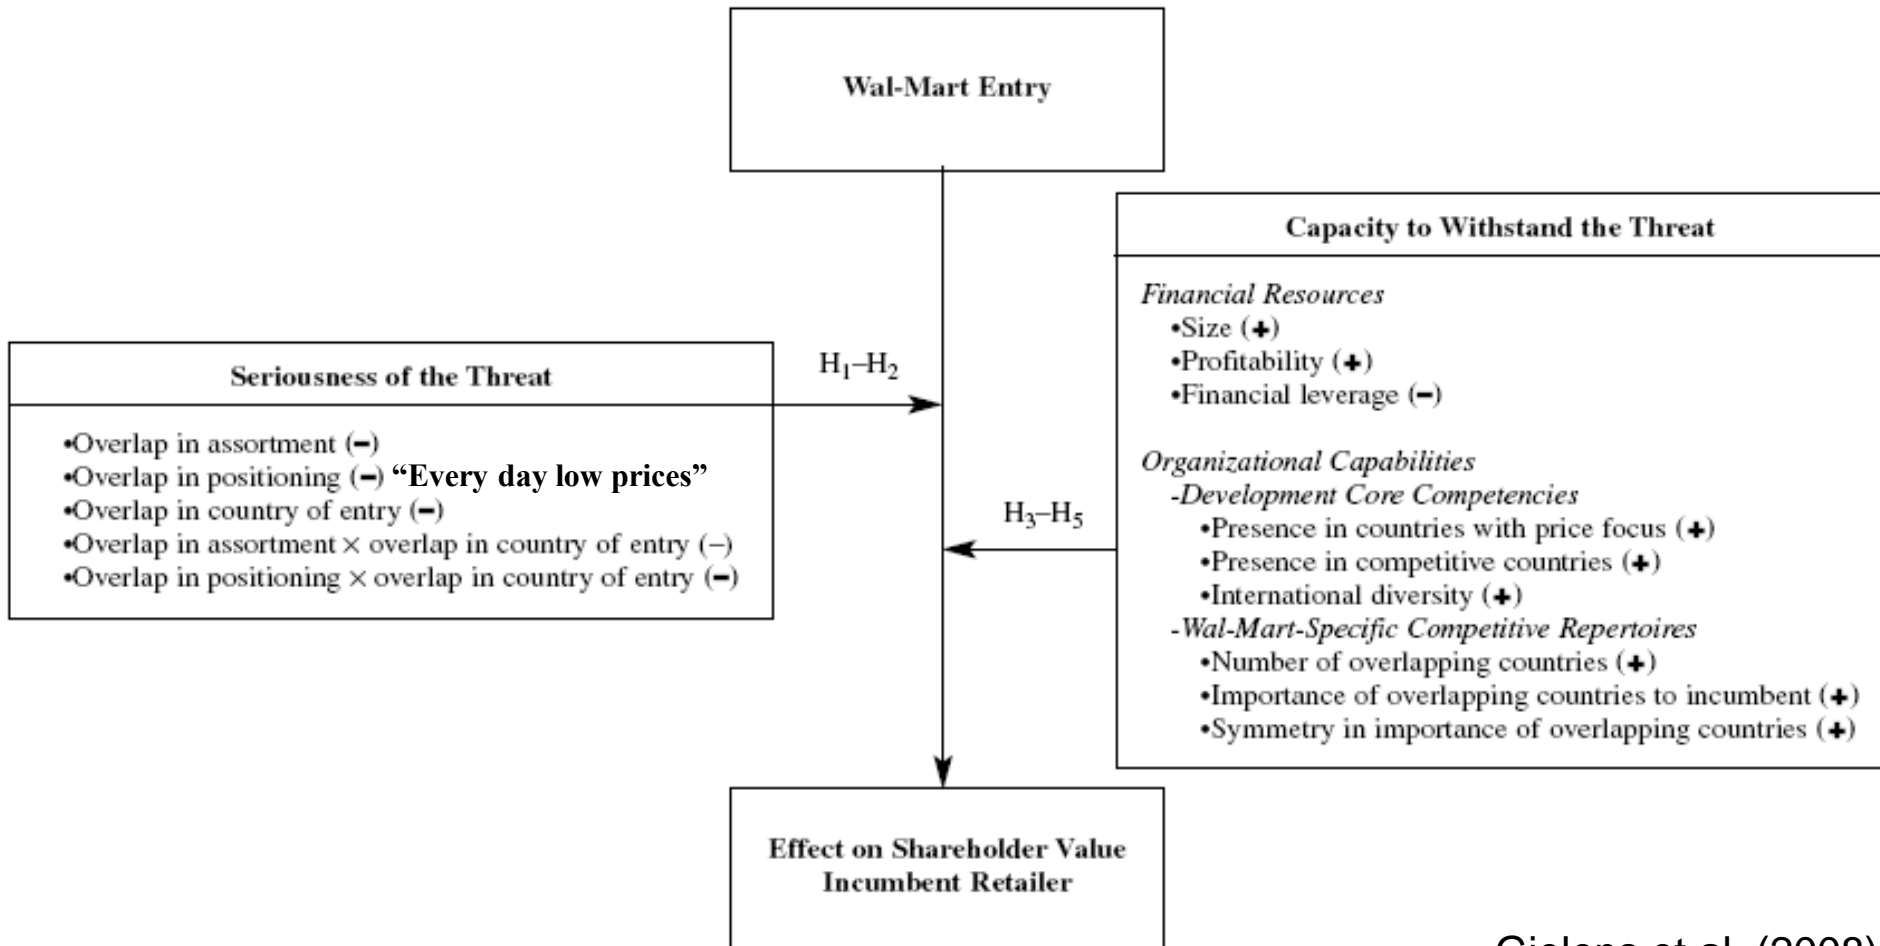 Wal-Mart Entry
Capacity to Withstand the Threat
Financial Resources
•Size (+)
•Profitability (+)
•Financial leverage (–)
Organizational Capabilities
-Development Core Competencies
•Presence in countries with price focus (+)
•Presence in competitive countries (+)
•International diversity (+)
-Wal-Mart-Specific Competitive Repertoires
•Number of overlapping countries (+)
•Importance of overlapping countries to incumbent (+)
•Symmetry in importance of overlapping countries (+)
H₃–H₅
Seriousness of the Threat
•Overlap in assortment (–)
•Overlap in positioning (–) “Every day low prices”
•Overlap in country of entry (–)
•Overlap in assortment × overlap in country of entry (–)
•Overlap in positioning × overlap in country of entry (–)
H₁–H₂
Effect on Shareholder Value
Incumbent Retailer
et al. (2008)